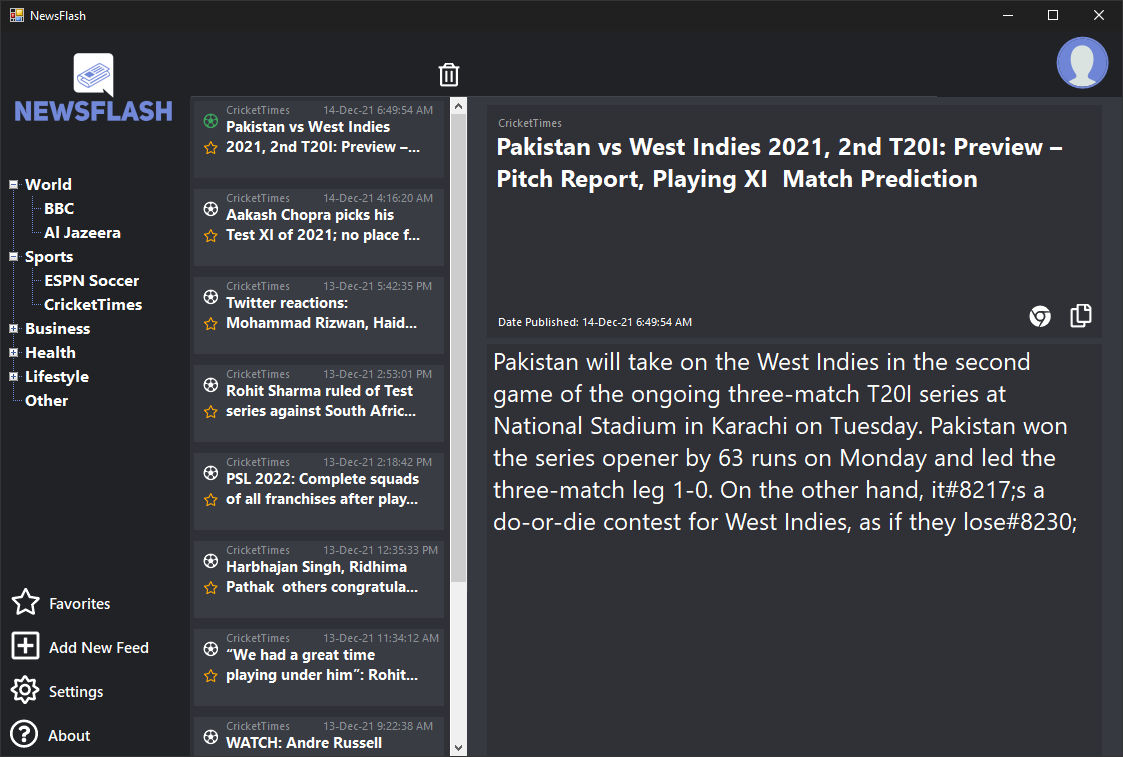 NewsFlash
NEWSFLASH
World
BBC
Al Jazeera
Sports
ESPN Soccer
CricketTimes
Business
Health
Lifestyle
Other
Favorites
Add New Feed
Settings
About
CricketTimes 14-Dec-21 6:49:54 AM
Pakistan vs West Indies
2021, 2nd T20I: Preview –...
CricketTimes 14-Dec-21 4:16:20 AM
Aakash Chopra picks his
Test XI of 2021; no place f...
CricketTimes 13-Dec-21 5:42:35 PM
Twitter reactions:
Mohammad Rizwan, Haid...
CricketTimes 13-Dec-21 2:53:01 PM
Rohit Sharma ruled of Test
series against South Afric...
CricketTimes 13-Dec-21 2:18:42 PM
PSL 2022: Complete squads
of all franchises after play...
CricketTimes 13-Dec-21 12:35:33 PM
Harbhajan Singh, Ridhima
Pathak  others congratula...
CricketTimes 13-Dec-21 11:34:12 AM
“We had a great time
playing under him”: Rohit...
CricketTimes 13-Dec-21 9:22:38 AM
WATCH: Andre Russell
CricketTimes
Pakistan vs West Indies 2021, 2nd T20I: Preview –
Pitch Report, Playing XI  Match Prediction
Date Published: 14-Dec-21 6:49:54 AM
Pakistan will take on the West Indies in the second
game of the ongoing three-match T20I series at
National Stadium in Karachi on Tuesday. Pakistan won
the series opener by 63 runs on Monday and led the
three-match leg 1-0. On the other hand, it#8217;s a
do-or-die contest for West Indies, as if they lose#8230;